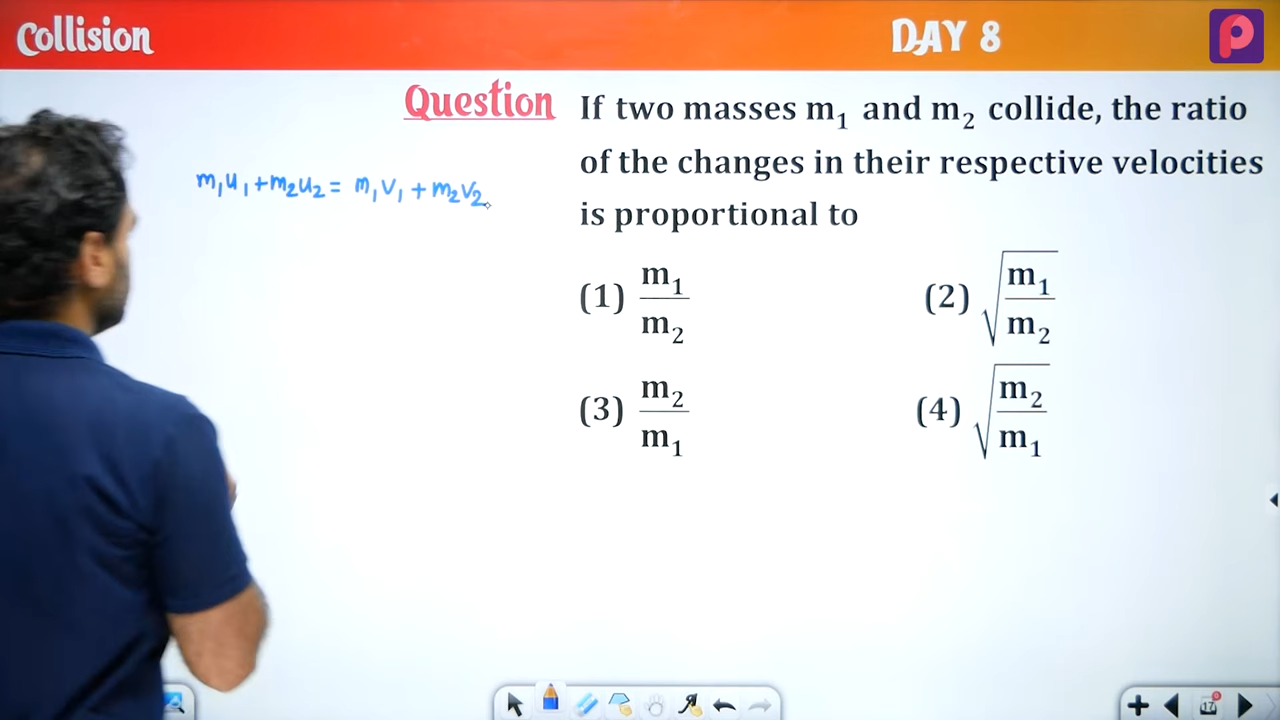 Collision
DAY 8
Question If two masses m₁ and m₂ collide, the ratio
of the changes in their respective velocities
is proportional to
m₁u₁+m₂u₂ = m₁v₁ + m₂v₂
(1) m₁/m₂ (2) √(m₁/m₂)
(3) m₂/m₁ (4) √(m₂/m₁)
17